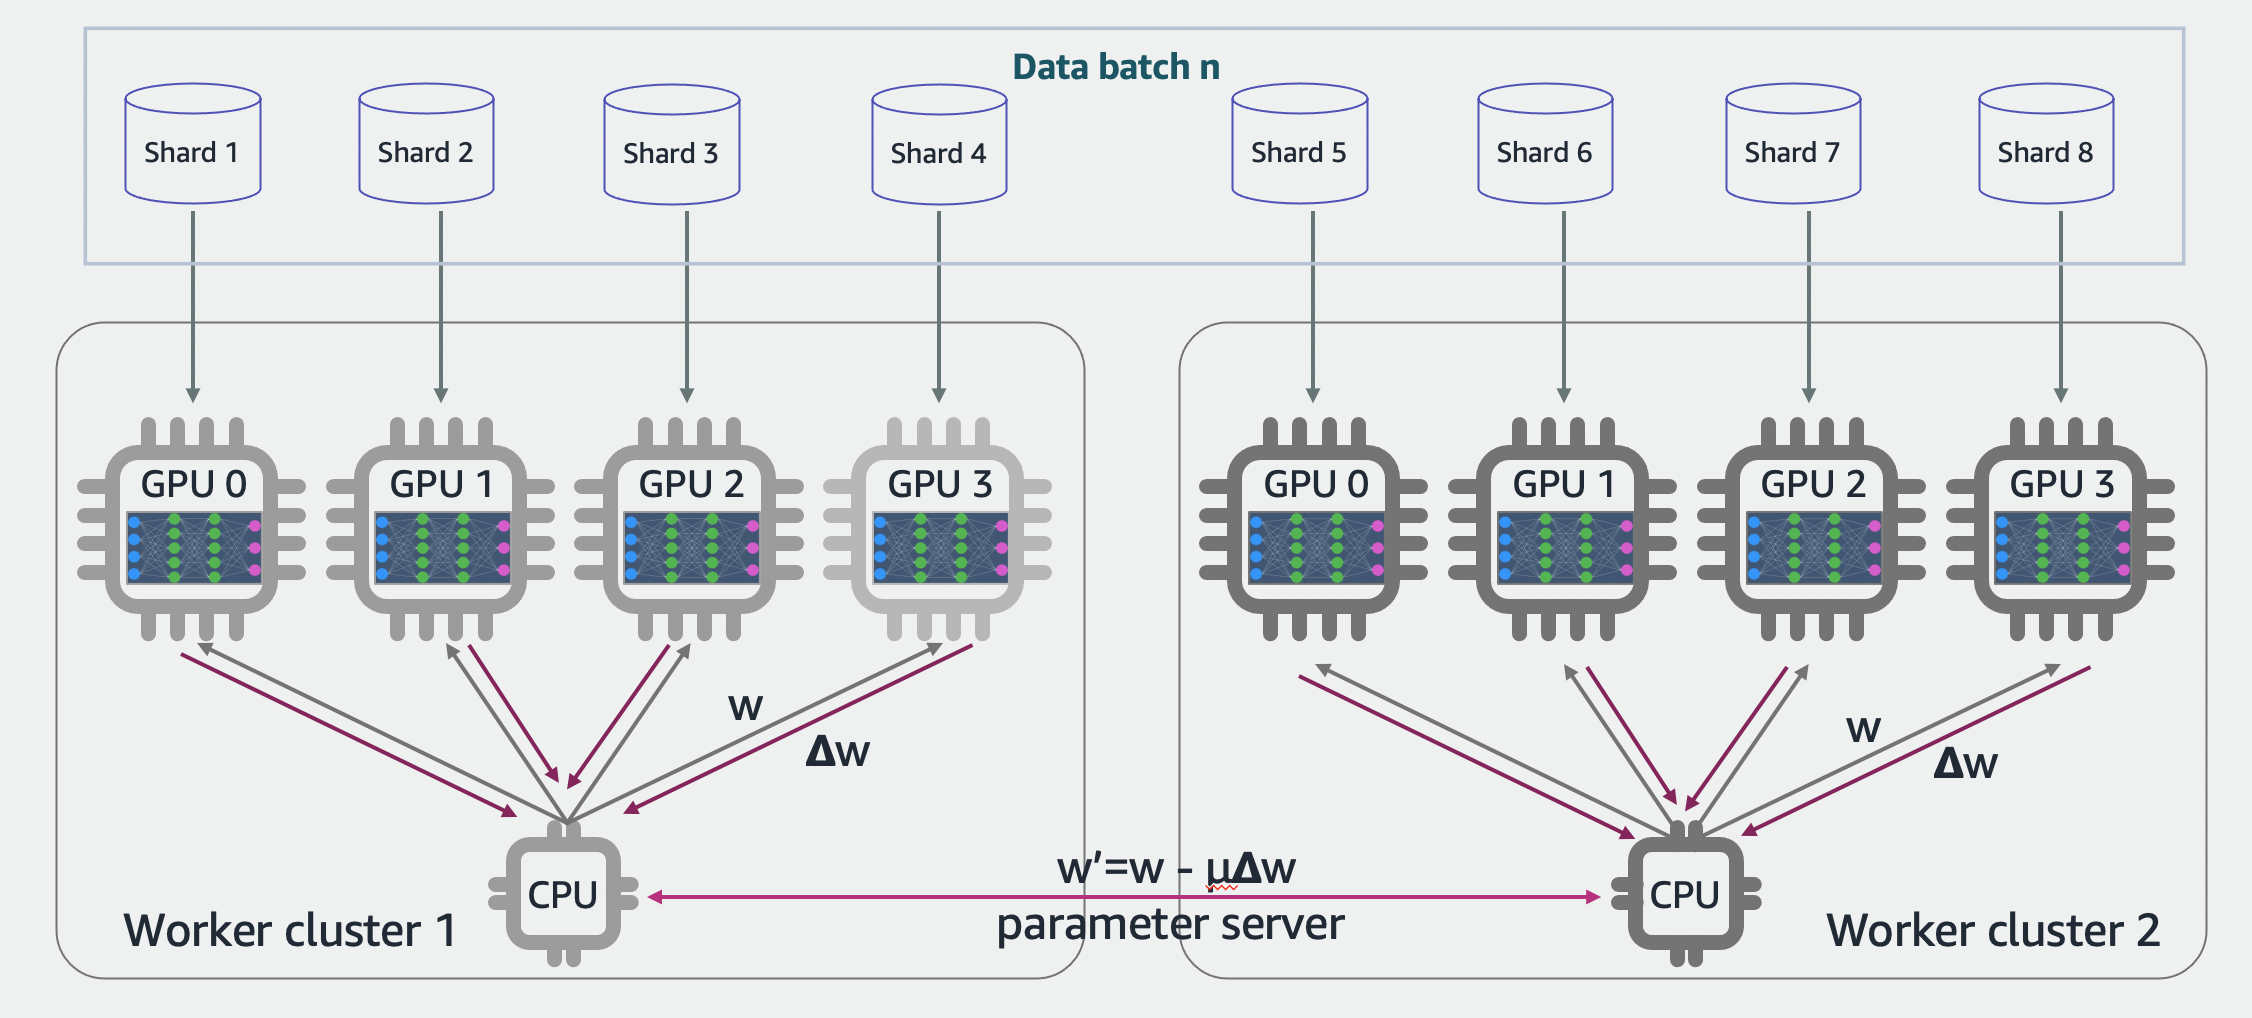 Data batch n
Shard 1
Shard 2
Shard 3
Shard 4
Shard 5
Shard 6
Shard 7
Shard 8
GPU 0
GPU 1
GPU 2
GPU 3
GPU 0
GPU 1
GPU 2
GPU 3
w
Δw
w
Δw
w'=w - µΔw
parameter server
CPU
CPU
Worker cluster 1
Worker cluster 2